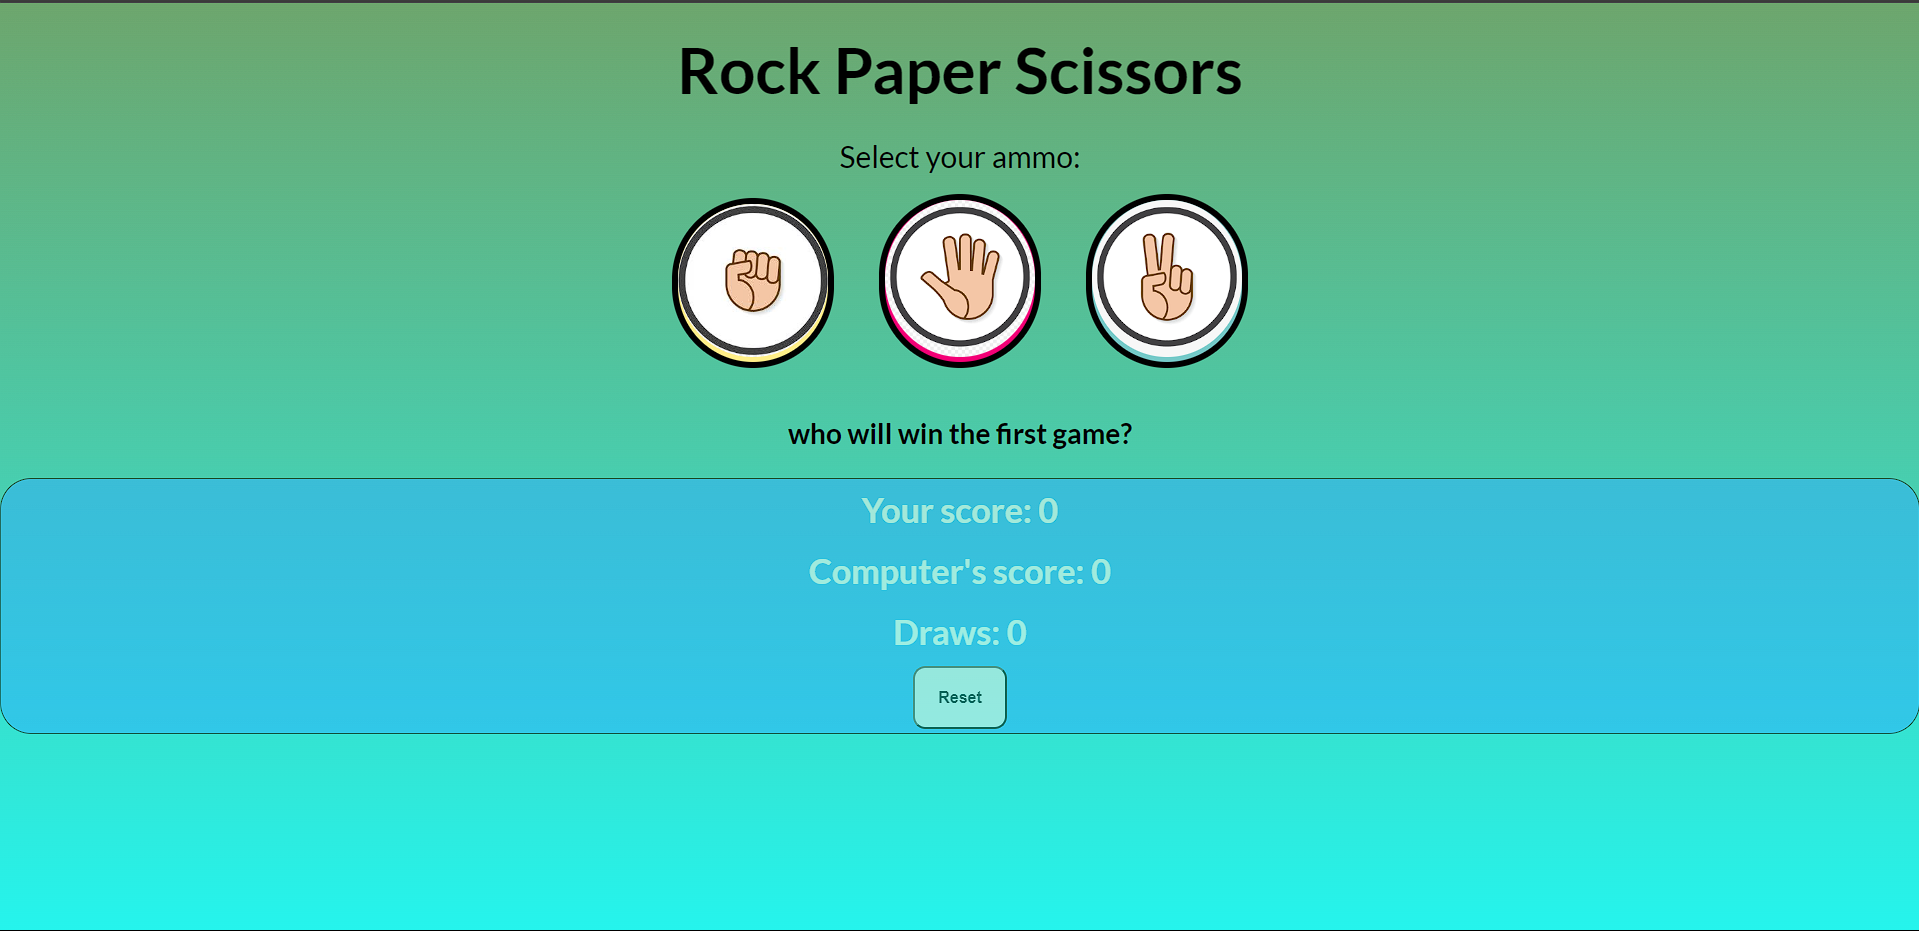 Rock Paper Scissors
Select your ammo:
who will win the first game?
Your score: 0
Computer's score: 0
Draws: 0
Reset